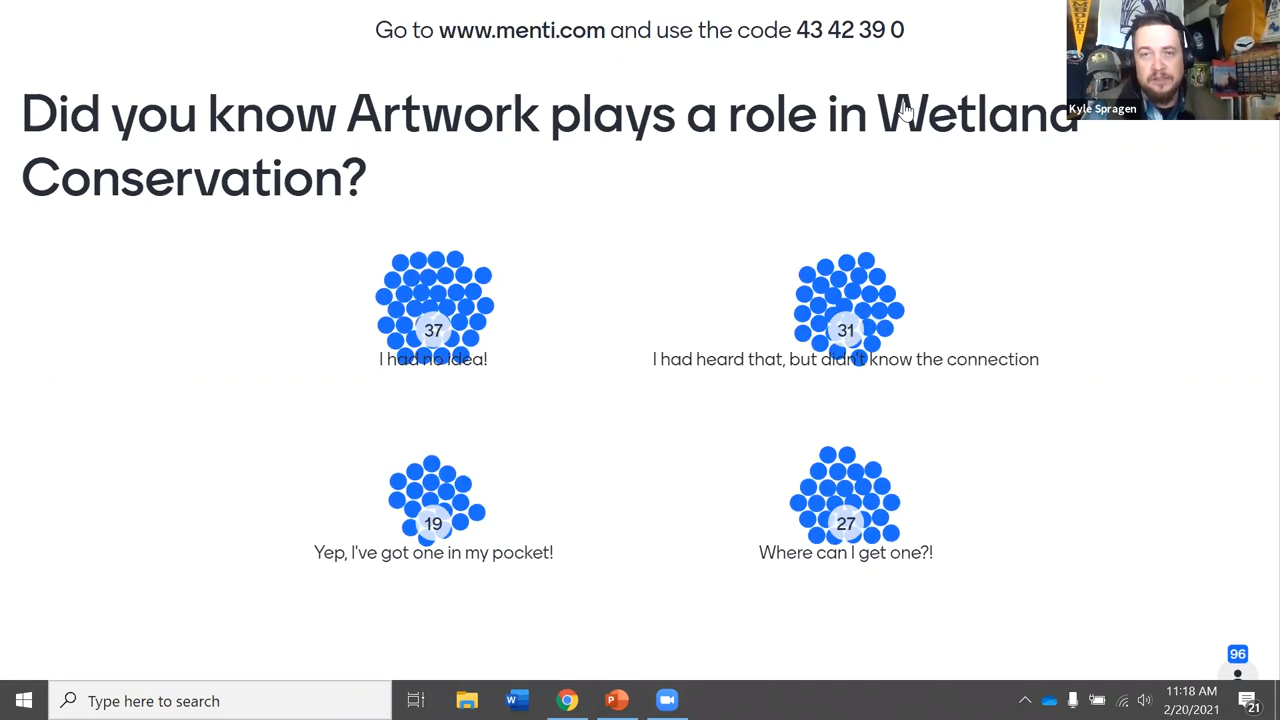 Go to www.menti.com and use the code 43 42 39 0
Kyle Spragen
Did you know Artwork plays a role in Wetland
Conservation?
37
I had no idea!
31
I had heard that, but didn't know the connection
19
Yep, I've got one in my pocket!
27
Where can I get one?!
96
Type here to search
11:18 AM
2/20/2021
21